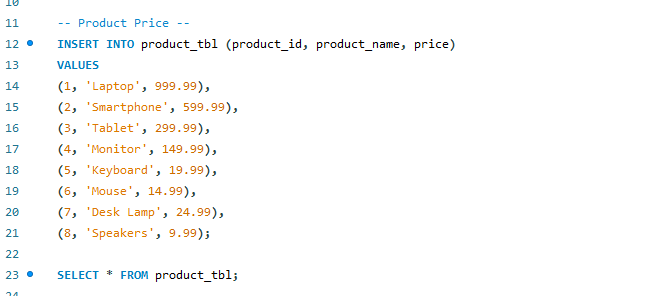 10
11 -- Product Price --
12 INSERT INTO product_tbl (product_id, product_name, price)
13 VALUES
14 (1, 'Laptop', 999.99),
15 (2, 'Smartphone', 599.99),
16 (3, 'Tablet', 299.99),
17 (4, 'Monitor', 149.99),
18 (5, 'Keyboard', 19.99),
19 (6, 'Mouse', 14.99),
20 (7, 'Desk Lamp', 24.99),
21 (8, 'Speakers', 9.99);
22
23 SELECT * FROM product_tbl;
24